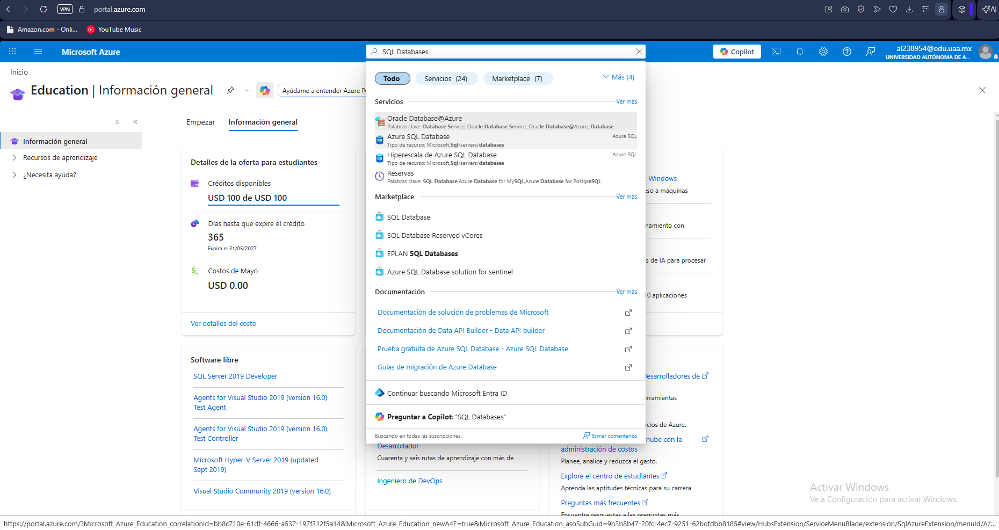 VPN
portal.azure.com
AI
Amazon.com - Onli...
YouTube Music
Microsoft Azure
SQL Databases
Copilot
al238954@edu.uaa.mx
UNIVERSIDAD AUTÓNOMA DE A...
Inicio
Education | Información general
...
Ayúdame a entender Azure Po
Información general
Recursos de aprendizaje
¿Necesita ayuda?
Empezar
Información general
Detalles de la oferta para estudiantes
Créditos disponibles
USD 100 de USD 100
Días hasta que expire el crédito
365
Expira el 31/05/2027
Costos de Mayo
USD 0.00
Ver detalles del costo
Software libre
SQL Server 2019 Developer
Agents for Visual Studio 2019 (version 16.0)
Test Agent
Agents for Visual Studio 2019 (version 16.0)
Test Controller
Microsoft Hyper-V Server 2019 (updated
Sept 2019)
Visual Studio Community 2019 (version 16.0)
Todo
Servicios (24)
Marketplace (7)
Más (4)
Servicios
Ver más
Oracle Database@Azure
Palabras clave: Database Service, Oracle Database Service, Oracle Database@Azure, Database
Azure SQL Database
Azure SQL
Tipo de recurso: Microsoft.Sql/servers/databases
Hiperescala de Azure SQL Database
Azure SQL
Tipo de recurso: Microsoft.Sql/servers/databases
Reservas
Palabras clave: SQL Database,Azure Database for MySQL,Azure Database for PostgreSQL
Marketplace
Ver más
SQL Database
SQL Database Reserved vCores
EPLAN SQL Databases
Azure SQL Database solution for sentinel
Documentación
Ver más
Documentación de solución de problemas de Microsoft
Documentación de Data API Builder - Data API builder
Prueba gratuita de Azure SQL Database - Azure SQL Database
Guías de migración de Azure Database
Continuar buscando Microsoft Entra ID
Preguntar a Copilot: “SQL Databases”
Buscando en todas las suscripciones.
Enviar comentarios
Desarrollador
Cuarenta y seis rutas de aprendizaje con más de
Ingeniero de DevOps
Windows
eso a máquinas
namiento con
s de IA para procesar
10 aplicaciones
desarrolladores de
erramientas
icios de Azure.
nube con la
administración de costos
Planee, analice y reduzca el gasto.
Explore el centro de estudiantes
Aprenda las aptitudes técnicas para su carrera
Preguntas más frecuentes
Encuentre respuestas a las preguntas más
Activar Windows
Ve a Configuración para activar Windows.
https://portal.azure.com/?Microsoft_Azure_Education_correlationId=bb8c710e-61df-4666-a537-197f312f5a14&Microsoft_Azure_Education_newA4E=true&Microsoft_Azure_Education_asoSubGuid=9b3b8b47-20fc-4ec7-9251-62bdfdbb8185#view/HubsExtension/ServiceMenuBlade/extension/SqlAzureExtension/menuId/Az...